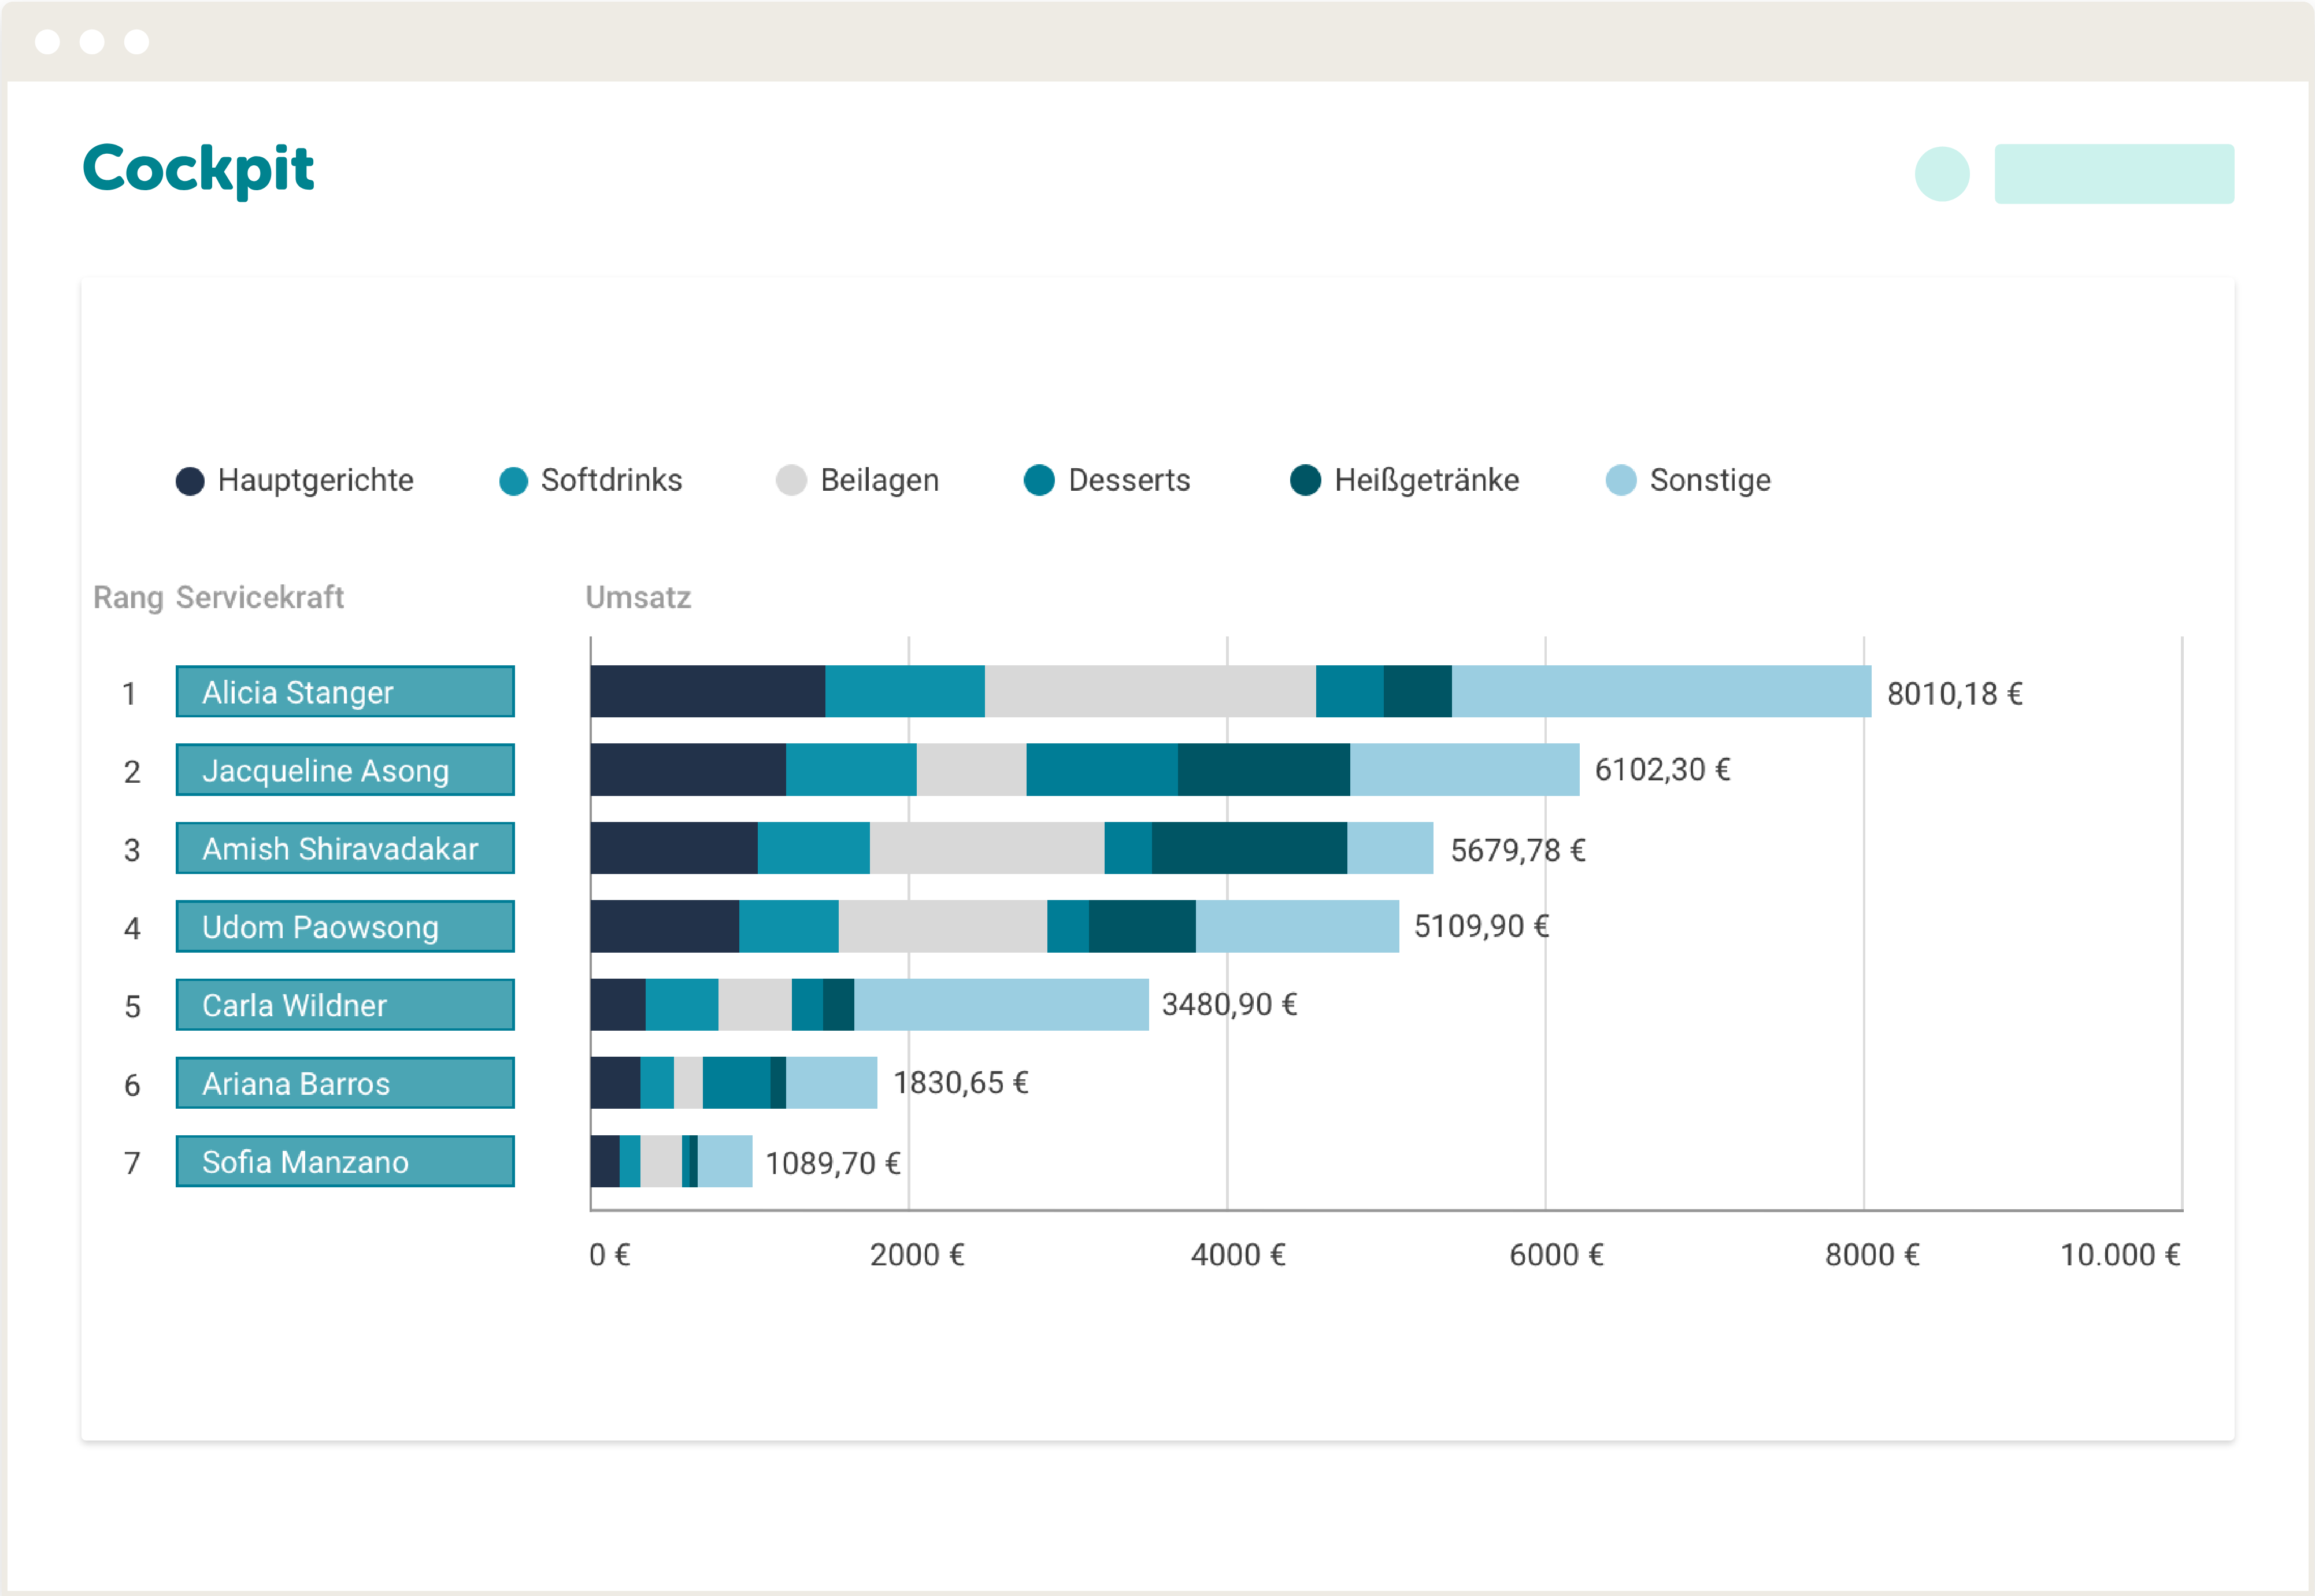 Cockpit
Hauptgerichte Softdrinks Beilagen Desserts Heißgetränke Sonstige
Rang Servicekraft Umsatz
1 Alicia Stanger 8010,18 €
2 Jacqueline Asong 6102,30 €
3 Amish Shiravadakar 5679,78 €
4 Udom Paowsong 5109,90 €
5 Carla Wildner 3480,90 €
6 Ariana Barros 1830,65 €
7 Sofia Manzano 1089,70 €
0 € 2000 € 4000 € 6000 € 8000 € 10.000 €